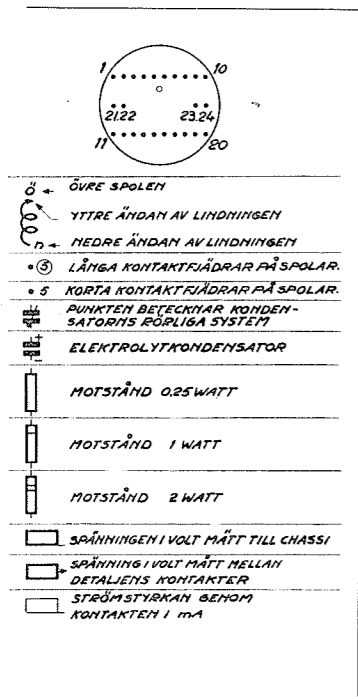 1 10
21.22 23.24
11 20
Ö ÖVRE SPOLEN
YTTRE ÄNDAN AV LINDNINGEN
n NEDRE ÄNDAN AV LINDNINGEN
5 LÅNGA KONTAKTFJÄDRAR PÅ SPOLAR.
5 KORTA KONTAKTFJÄDRAR PÅ SPOLAR.
PUNKTEN BETECKNAR KONDEN-
SATORNS RÖRLIGA SYSTEM
+ ELEKTROLYTKONDENSATOR
MOTSTÅND 0,25 WATT
MOTSTÅND 1 WATT
MOTSTÅND 2 WATT
SPÄNNINGEN I VOLT MÄTT TILL CHASSI
SPÄNNING I VOLT MÄTT MELLAN
DETALJENS KONTAKTER
STRÖMSTYRKAN GENOM
KONTAKTEN I mA